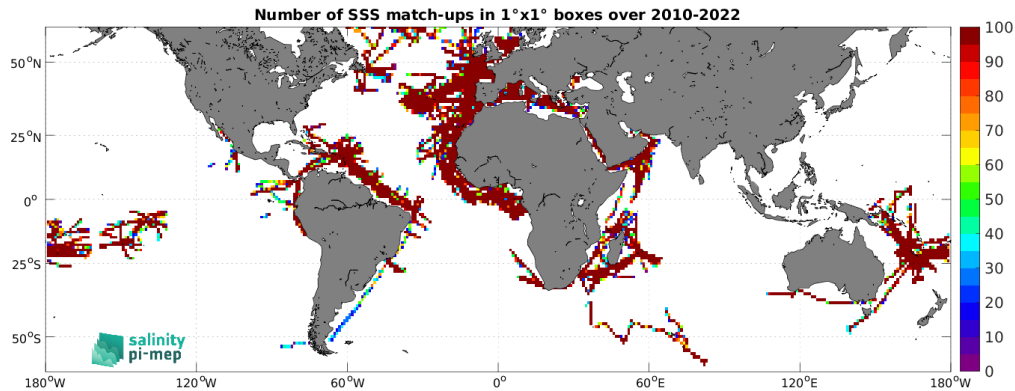 Number of SSS match-ups in 1°x1° boxes over 2010-2022
50°N
25°N
0°
25°S
50°S
180°W
120°W
60°W
0°
60°E
120°E
180°W
100
90
80
70
60
50
40
30
20
10
0
salinity
pi-mep